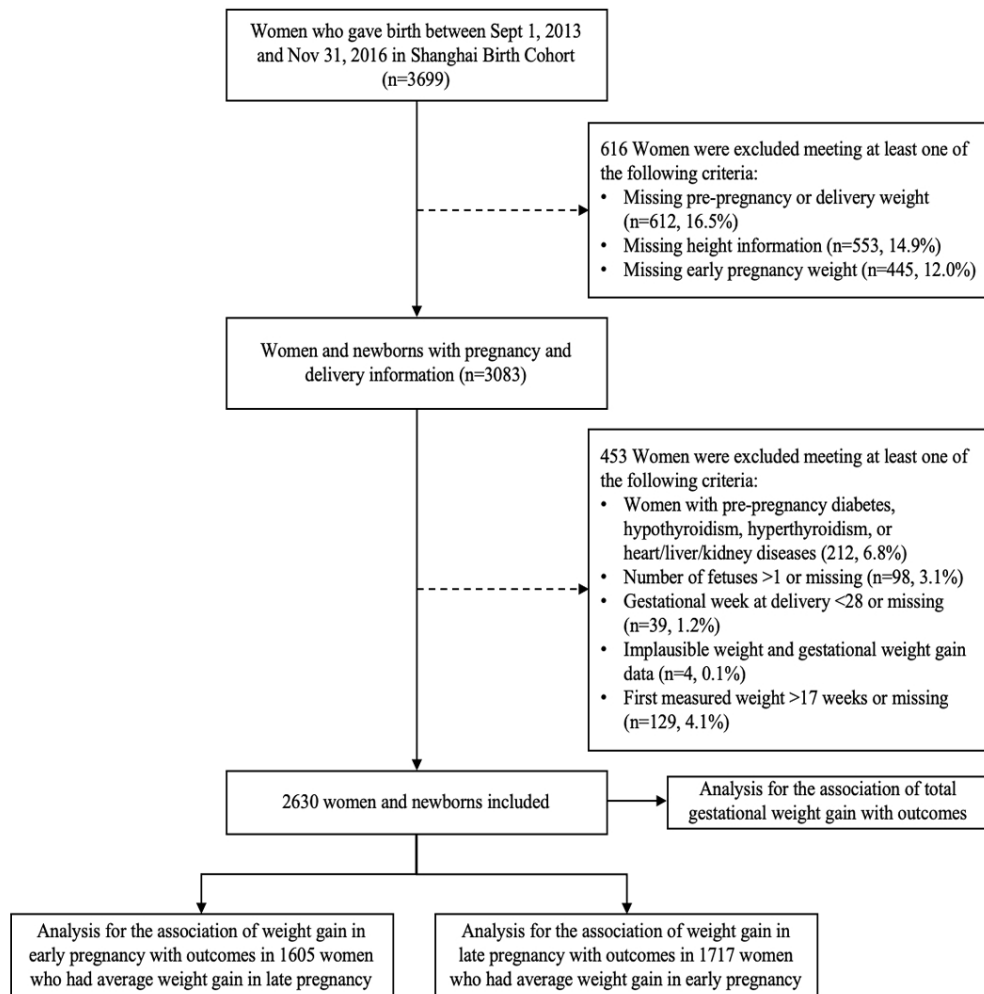 Women who gave birth between Sept 1, 2013
and Nov 31, 2016 in Shanghai Birth Cohort
(n=3699)
616 Women were excluded meeting at least one of
the following criteria:
• Missing pre-pregnancy or delivery weight
(n=612, 16.5%)
• Missing height information (n=553, 14.9%)
• Missing early pregnancy weight (n=445, 12.0%)
Women and newborns with pregnancy and
delivery information (n=3083)
453 Women were excluded meeting at least one of
the following criteria:
• Women with pre-pregnancy diabetes,
hypothyroidism, hyperthyroidism, or
heart/liver/kidney diseases (212, 6.8%)
• Number of fetuses >1 or missing (n=98, 3.1%)
• Gestational week at delivery <28 or missing
(n=39, 1.2%)
• Implausible weight and gestational weight gain
data (n=4, 0.1%)
• First measured weight >17 weeks or missing
(n=129, 4.1%)
2630 women and newborns included
Analysis for the association of total
gestational weight gain with outcomes
Analysis for the association of weight gain in
early pregnancy with outcomes in 1605 women
who had average weight gain in late pregnancy
Analysis for the association of weight gain in
late pregnancy with outcomes in 1717 women
who had average weight gain in early pregnancy